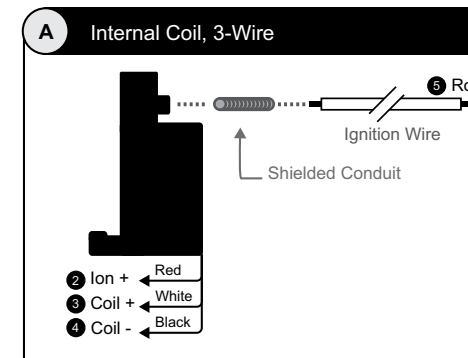 A Internal Coil, 3-Wire
5
Ignition Wire
Shielded Conduit
2 Ion + Red
3 Coil + White
4 Coil - Black